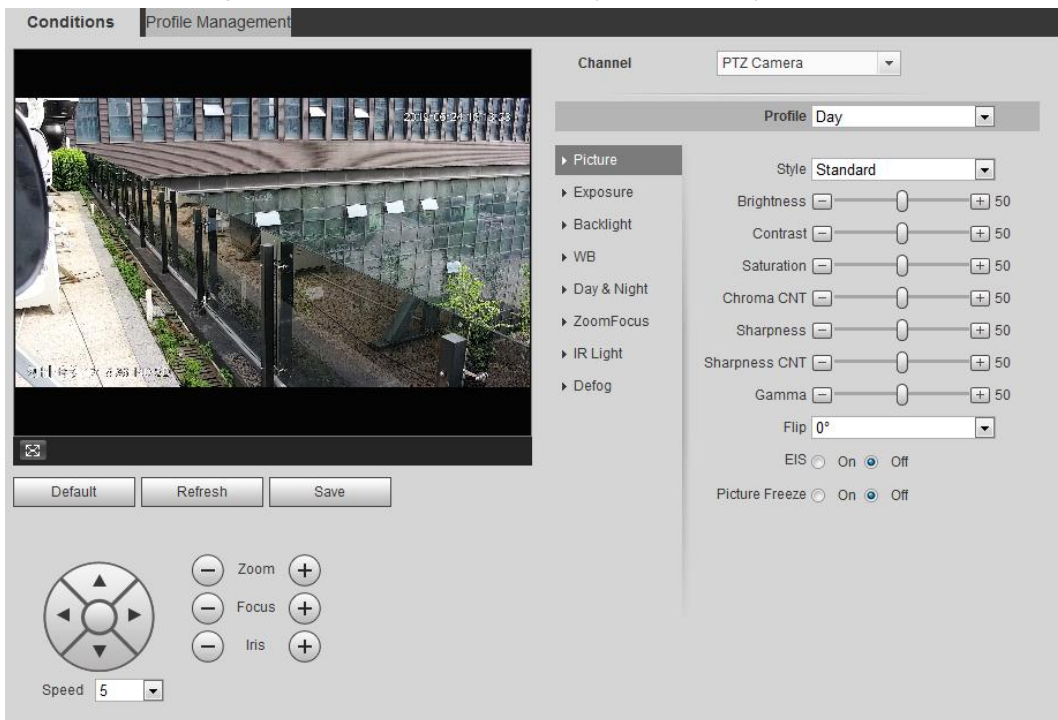 Conditions
Profile Management
Channel
PTZ Camera
Profile Day
Picture
Exposure
Backlight
WB
Day & Night
ZoomFocus
IR Light
Defog
Style Standard
Brightness 50
Contrast 50
Saturation 50
Chroma CNT 50
Sharpness 50
Sharpness CNT 50
Gamma 50
Flip 0°
EIS On Off
Picture Freeze On Off
Default
Refresh
Save
Zoom
Focus
Iris
Speed 5